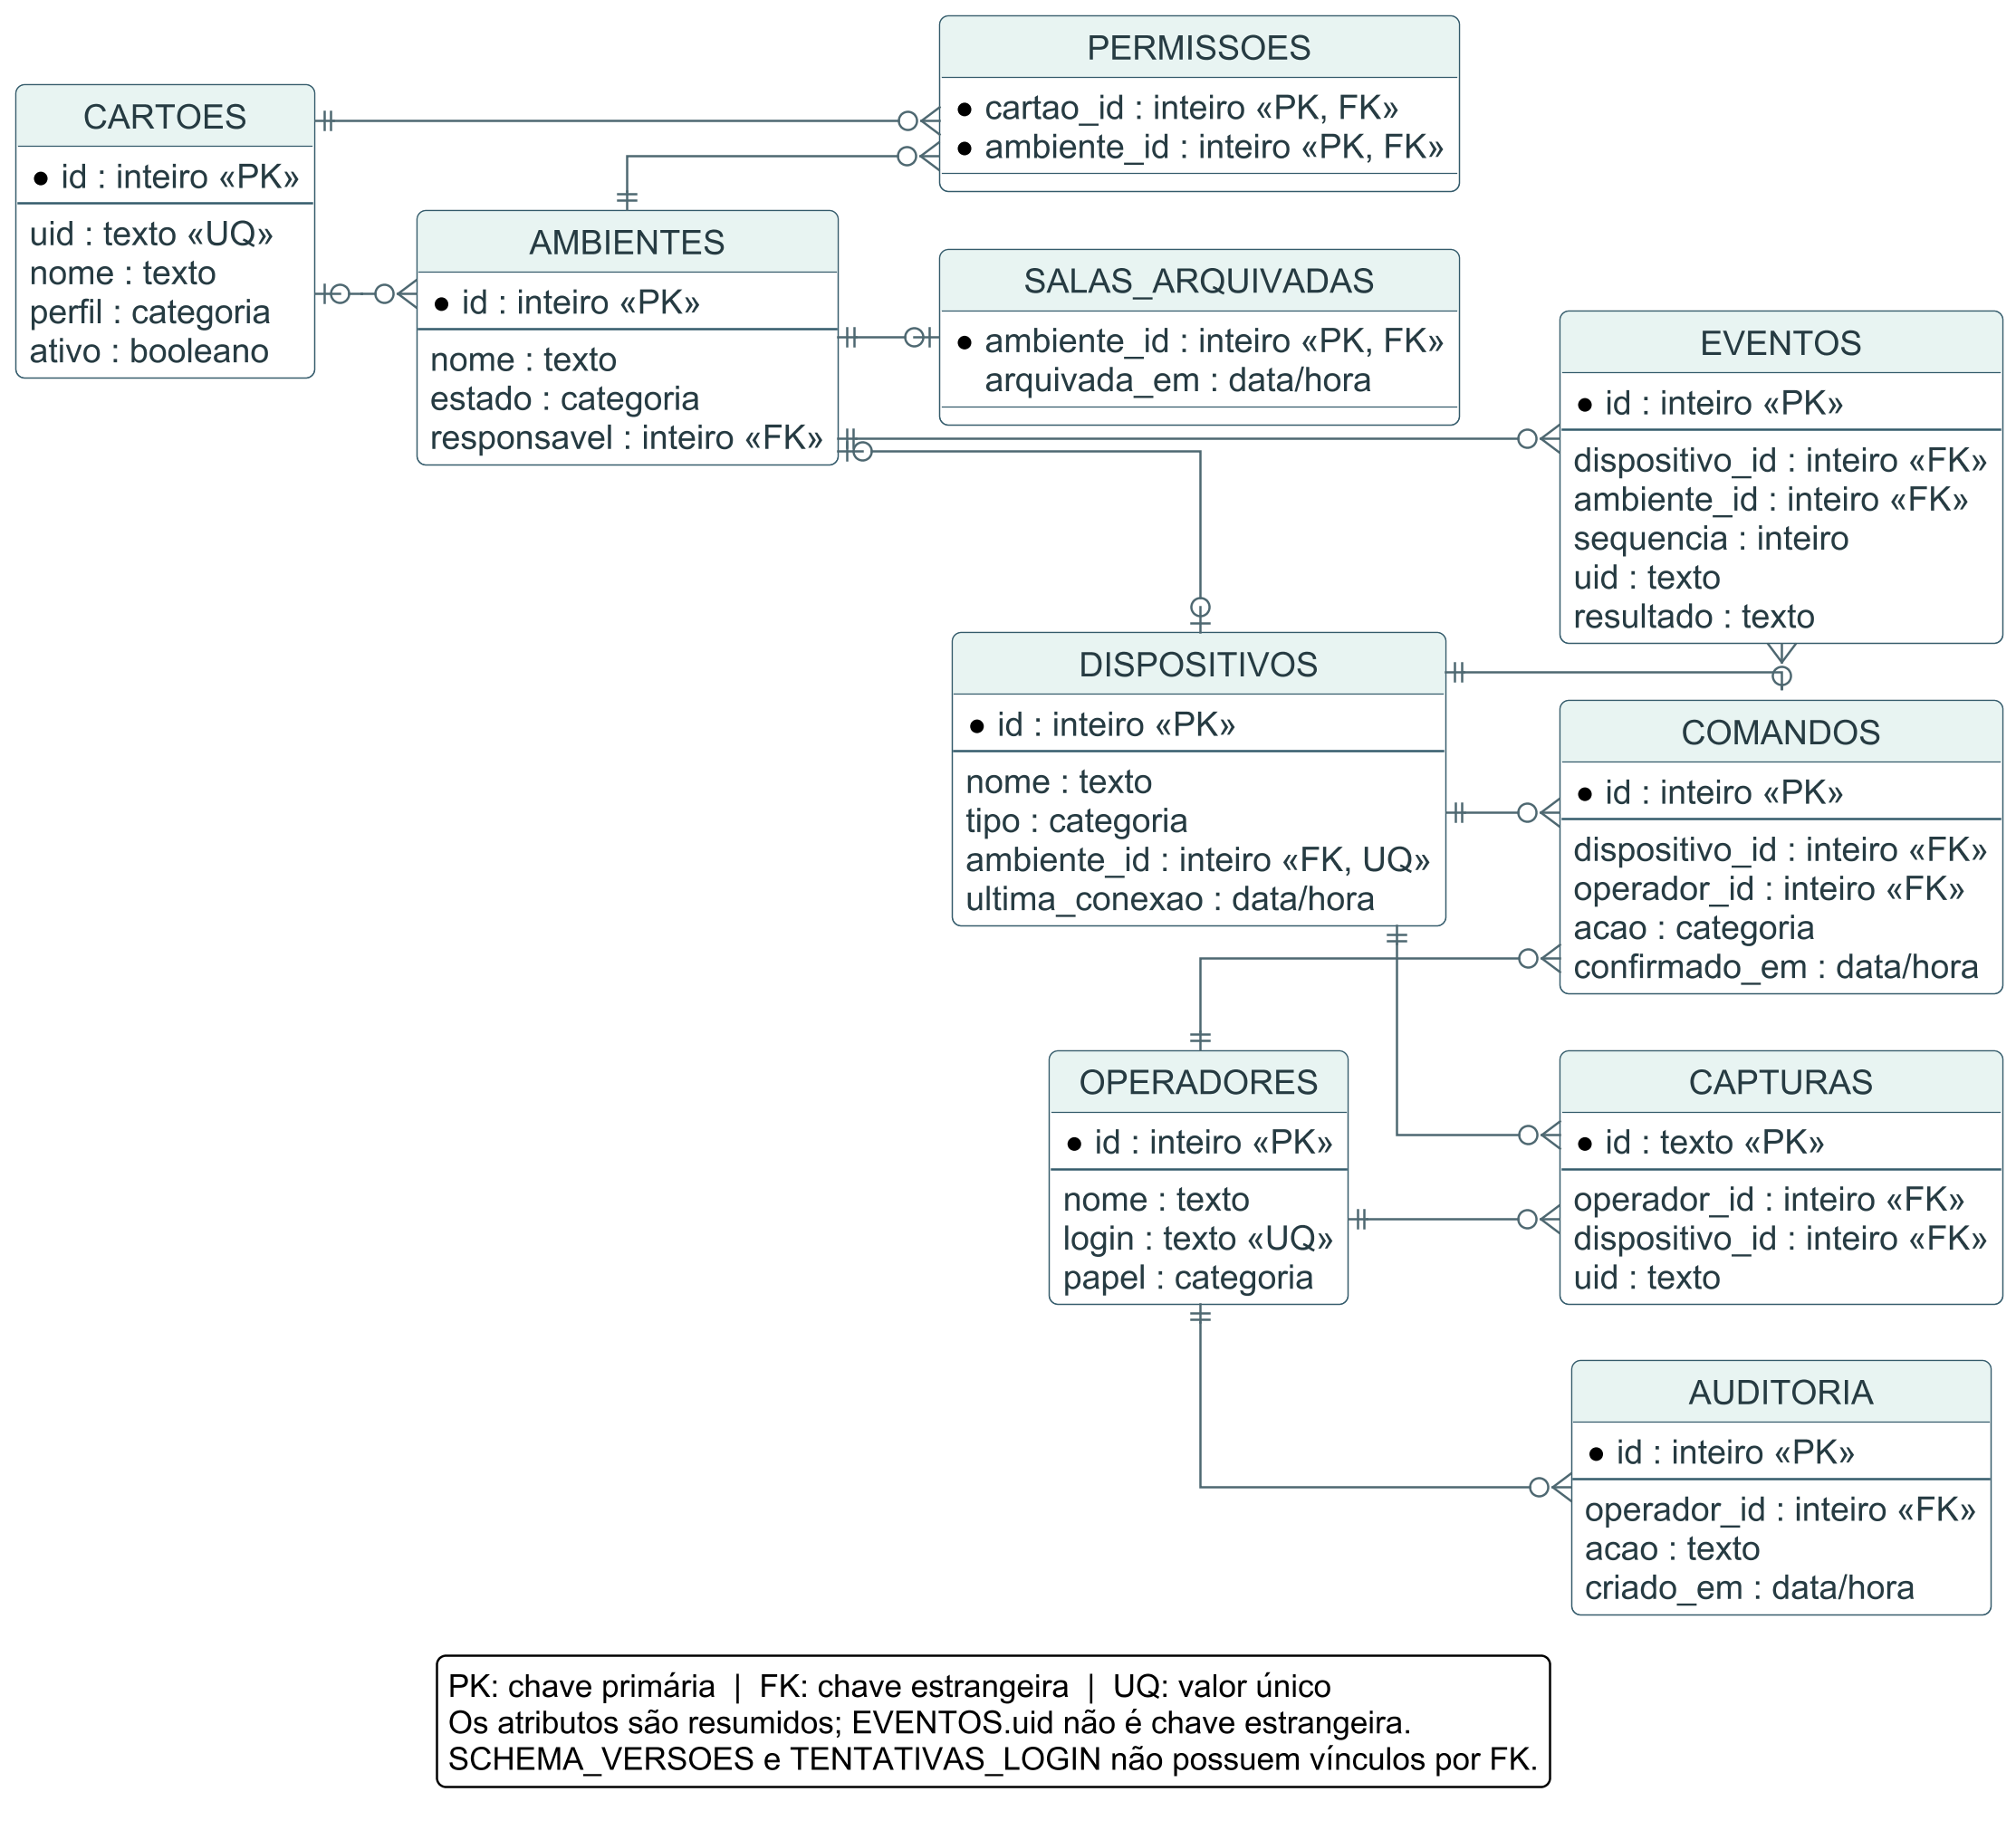 PERMISSOES
● cartao_id : inteiro «PK, FK»
● ambiente_id : inteiro «PK, FK»
CARTOES
● id : inteiro «PK»
uid : texto «UQ»
nome : texto
perfil : categoria
ativo : booleano
AMBIENTES
● id : inteiro «PK»
nome : texto
estado : categoria
responsavel : inteiro «FK»
SALAS_ARQUIVADAS
● ambiente_id : inteiro «PK, FK»
arquivada_em : data/hora
EVENTOS
● id : inteiro «PK»
dispositivo_id : inteiro «FK»
ambiente_id : inteiro «FK»
sequencia : inteiro
uid : texto
resultado : texto
DISPOSITIVOS
● id : inteiro «PK»
nome : texto
tipo : categoria
ambiente_id : inteiro «FK, UQ»
ultima_conexao : data/hora
COMANDOS
● id : inteiro «PK»
dispositivo_id : inteiro «FK»
operador_id : inteiro «FK»
acao : categoria
confirmado_em : data/hora
OPERADORES
● id : inteiro «PK»
nome : texto
login : texto «UQ»
papel : categoria
CAPTURAS
● id : texto «PK»
operador_id : inteiro «FK»
dispositivo_id : inteiro «FK»
uid : texto
AUDITORIA
● id : inteiro «PK»
operador_id : inteiro «FK»
acao : texto
criado_em : data/hora
PK: chave primária | FK: chave estrangeira | UQ: valor único
Os atributos são resumidos; EVENTOS.uid não é chave estrangeira.
SCHEMA_VERSOES e TENTATIVAS_LOGIN não possuem vínculos por FK.